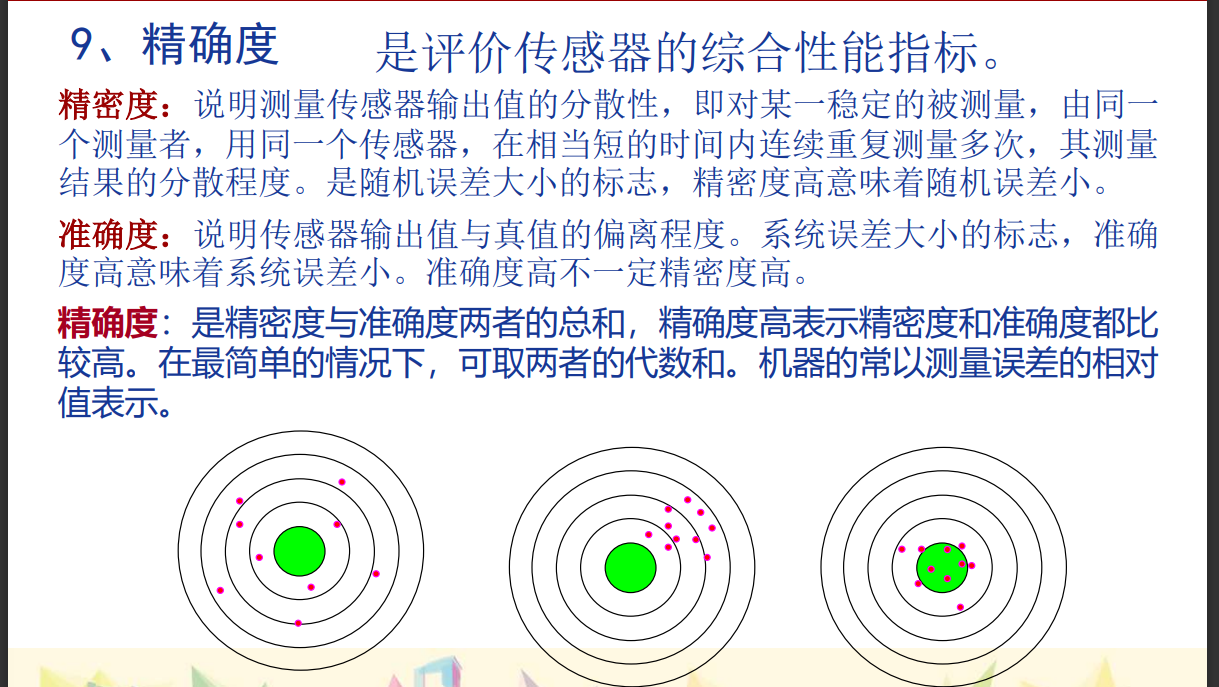 9、精确度 是评价传感器的综合性能指标。
精密度：说明测量传感器输出值的分散性，即对某一稳定的被测量，由同一
个测量者，用同一个传感器，在相当短的时间内连续重复测量多次，其测量
结果的分散程度。是随机误差大小的标志，精密度高意味着随机误差小。
准确度：说明传感器输出值与真值的偏离程度。系统误差大小的标志，准确
度高意味着系统误差小。准确度高不一定精密度高。
精确度：是精密度与准确度两者的总和，精确度高表示精密度和准确度都比
较高。在最简单的情况下，可取两者的代数和。机器的常以测量误差的相对
值表示。